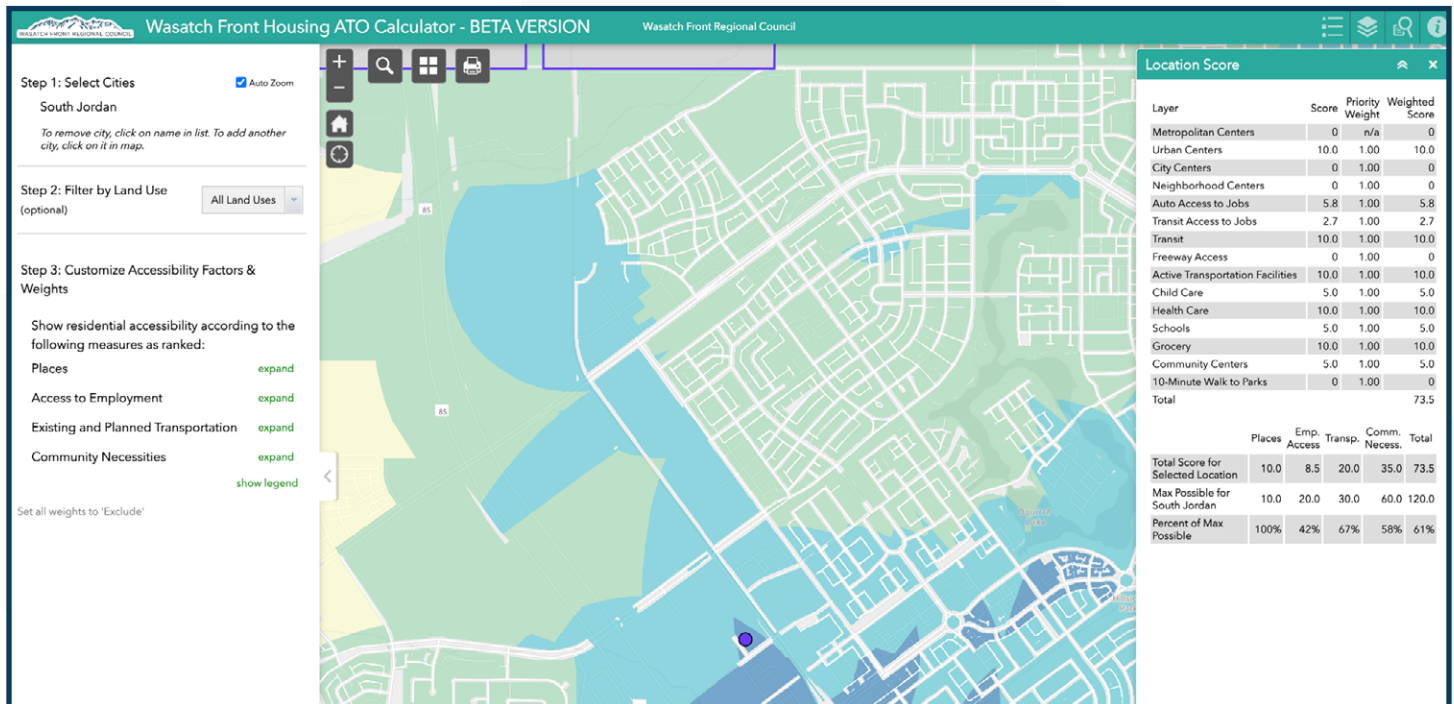 WASATCH FRONT REGIONAL COUNCIL
Wasatch Front Housing ATO Calculator - BETA VERSION
Wasatch Front Regional Council
Step 1: Select Cities
Auto Zoom
South Jordan
To remove city, click on name in list. To add another
city, click on it in map.
Step 2: Filter by Land Use
(optional)
All Land Uses
Step 3: Customize Accessibility Factors &
Weights
Show residential accessibility according to the
following measures as ranked:
Places expand
Access to Employment expand
Existing and Planned Transportation expand
Community Necessities expand
show legend
Set all weights to 'Exclude'
+
−
85
85
Location Score
Layer Score Priority Weight Weighted Score
Metropolitan Centers 0 n/a 0
Urban Centers 10.0 1.00 10.0
City Centers 0 1.00 0
Neighborhood Centers 0 1.00 0
Auto Access to Jobs 5.8 1.00 5.8
Transit Access to Jobs 2.7 1.00 2.7
Transit 10.0 1.00 10.0
Freeway Access 0 1.00 0
Active Transportation Facilities 10.0 1.00 10.0
Child Care 5.0 1.00 5.0
Health Care 10.0 1.00 10.0
Schools 5.0 1.00 5.0
Grocery 10.0 1.00 10.0
Community Centers 5.0 1.00 5.0
10-Minute Walk to Parks 0 1.00 0
Total 73.5
Places Emp. Access Transp. Comm. Necess. Total
Total Score for Selected Location 10.0 8.5 20.0 35.0 73.5
Max Possible for South Jordan 10.0 20.0 30.0 60.0 120.0
Percent of Max Possible 100% 42% 67% 58% 61%